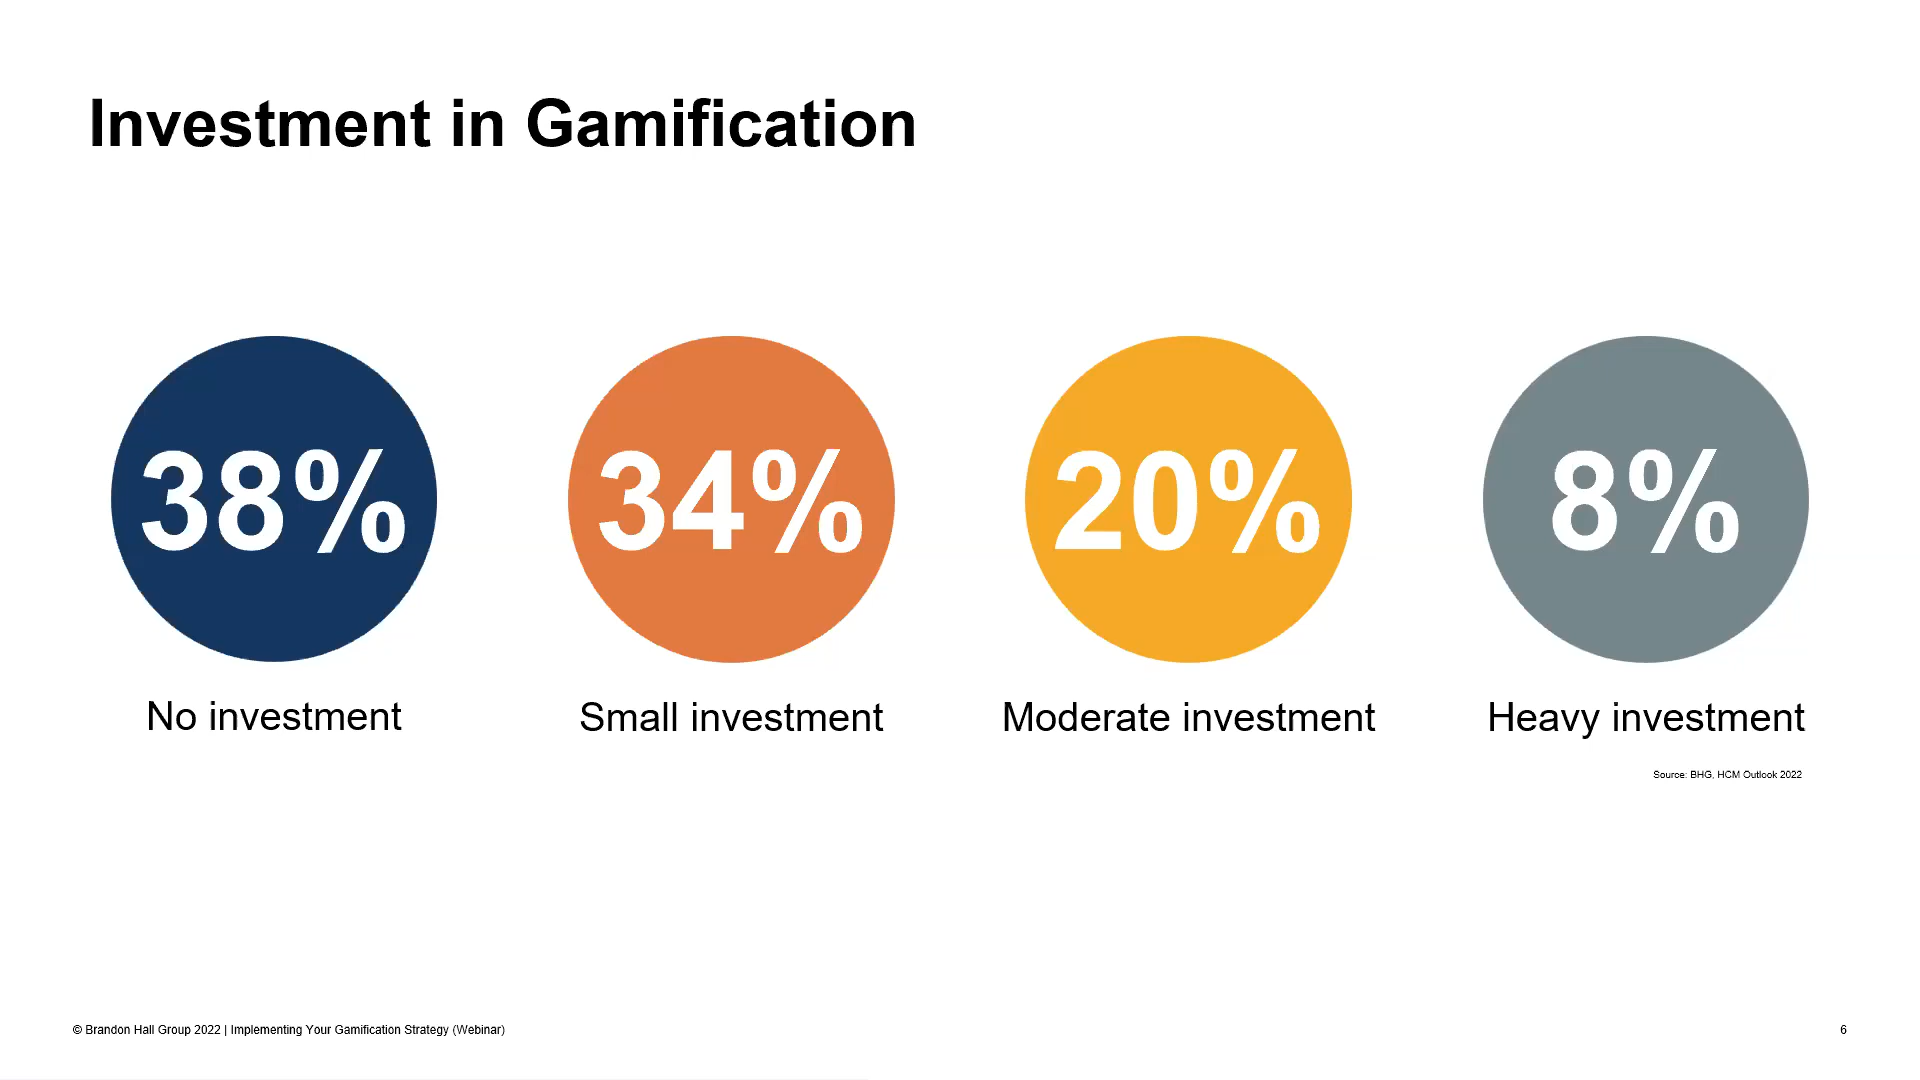 Investment in Gamification
38%
34%
20%
8%
No investment
Small investment
Moderate investment
Heavy investment
Source: BHG, HCM Outlook 2022
© Brandon Hall Group 2022 | Implementing Your Gamification Strategy (Webinar)
6